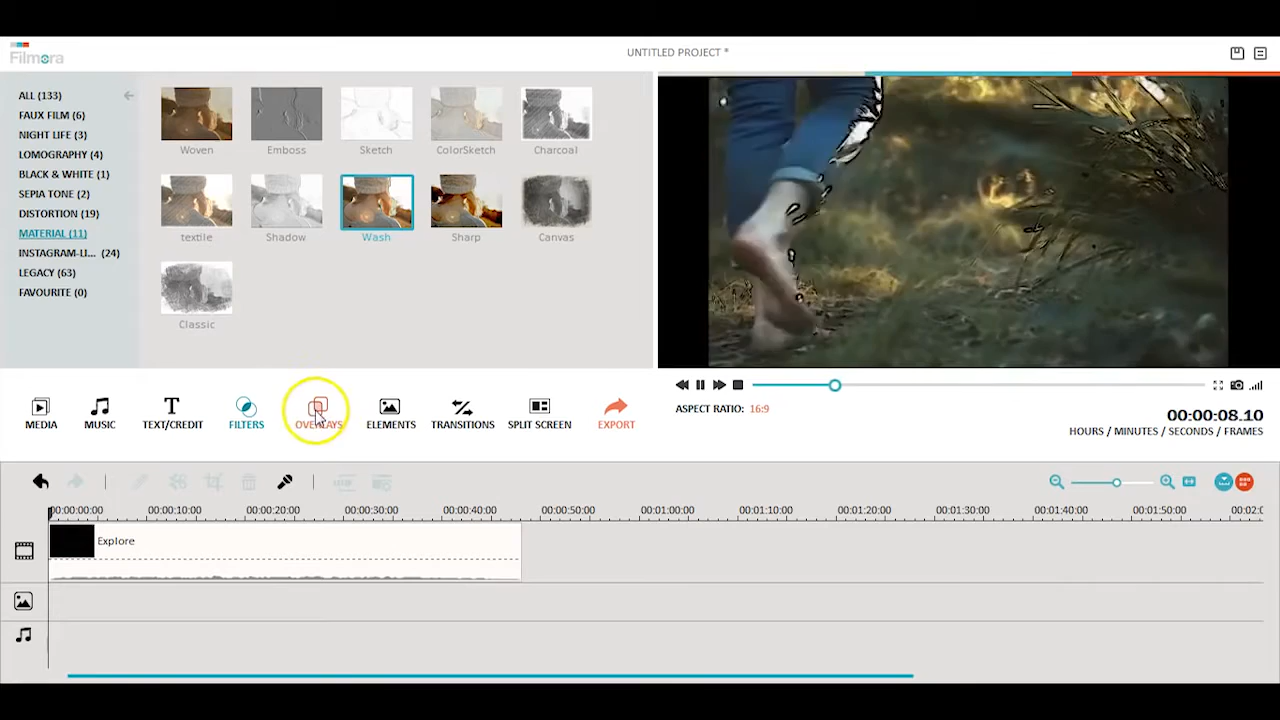 Filmora
UNTITLED PROJECT *
ALL (133)
FAUX FILM (6)
NIGHT LIFE (3)
LOMOGRAPHY (4)
BLACK & WHITE (1)
SEPIA TONE (2)
DISTORTION (19)
MATERIAL (11)
INSTAGRAM-LI... (24)
LEGACY (63)
FAVOURITE (0)
Woven Emboss Sketch ColorSketch Charcoal
textile Shadow Wash Sharp Canvas
Classic
MEDIA MUSIC TEXT/CREDIT FILTERS OVERLAYS ELEMENTS TRANSITIONS SPLIT SCREEN EXPORT
ASPECT RATIO: 16:9
00:00:08.10
HOURS / MINUTES / SECONDS / FRAMES
00:00:00:00 00:00:10:00 00:00:20:00 00:00:30:00 00:00:40:00 00:00:50:00 00:01:00:00 00:01:10:00 00:01:20:00 00:01:30:00 00:01:40:00 00:01:50:00 00:02:0
Explore